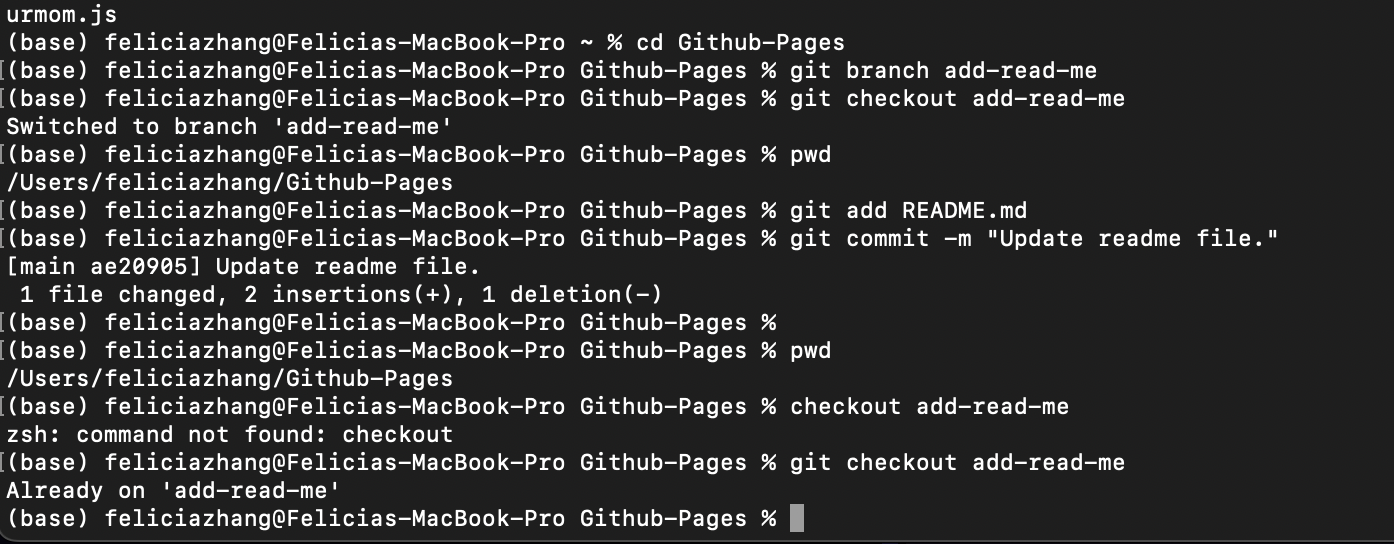 urmom.js
(base) feliciazhang@Felicias-MacBook-Pro ~ % cd Github-Pages
[(base) feliciazhang@Felicias-MacBook-Pro Github-Pages % git branch add-read-me
[(base) feliciazhang@Felicias-MacBook-Pro Github-Pages % git checkout add-read-me
Switched to branch 'add-read-me'
[(base) feliciazhang@Felicias-MacBook-Pro Github-Pages % pwd
/Users/feliciazhang/Github-Pages
[(base) feliciazhang@Felicias-MacBook-Pro Github-Pages % git add README.md
[(base) feliciazhang@Felicias-MacBook-Pro Github-Pages % git commit -m "Update readme file."
[main ae20905] Update readme file.
 1 file changed, 2 insertions(+), 1 deletion(-)
[(base) feliciazhang@Felicias-MacBook-Pro Github-Pages %
[(base) feliciazhang@Felicias-MacBook-Pro Github-Pages % pwd
/Users/feliciazhang/Github-Pages
[(base) feliciazhang@Felicias-MacBook-Pro Github-Pages % checkout add-read-me
zsh: command not found: checkout
[(base) feliciazhang@Felicias-MacBook-Pro Github-Pages % git checkout add-read-me
Already on 'add-read-me'
(base) feliciazhang@Felicias-MacBook-Pro Github-Pages %